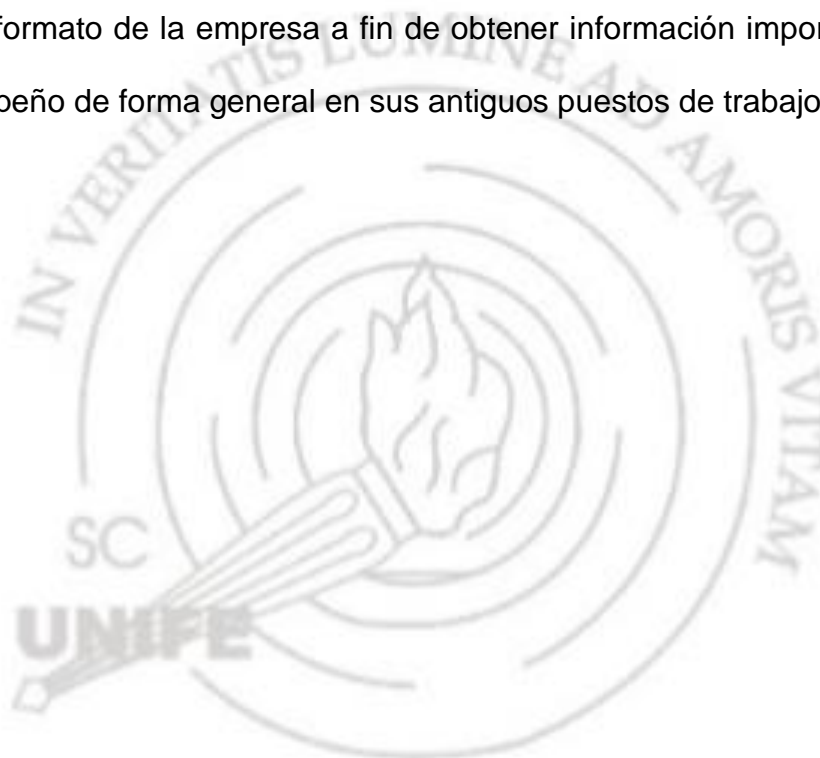 formato de la empresa a fin de obtener información impor
peño de forma general en sus antiguos puestos de trabajo
IN VERITATIS LUMINE AD AMORIS VITAM
SC
UNIFE